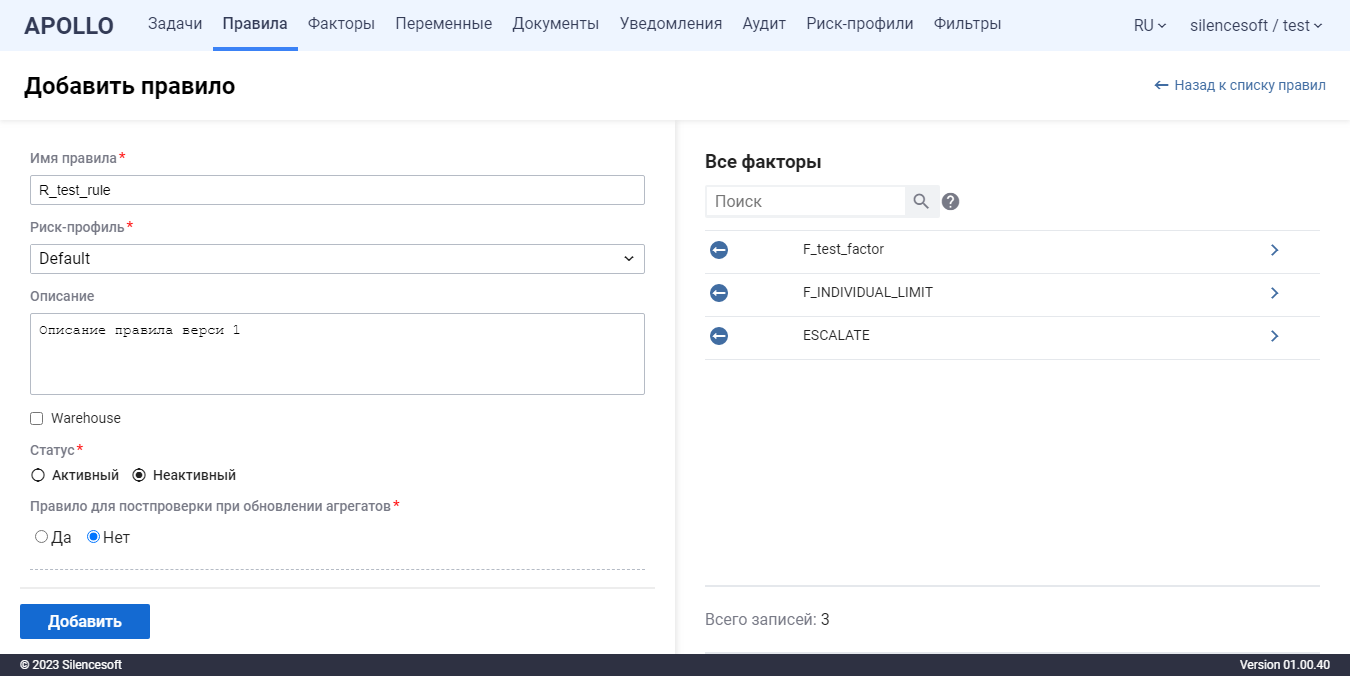 APOLLO Задачи Правила Факторы Переменные Документы Уведомления Аудит Риск-профили Фильтры RU silencesoft / test
Добавить правило
Назад к списку правил
Имя правила*
R_test_rule
Риск-профиль*
Default
Описание
Описание правила верси 1
Warehouse
Статус*
Активный Неактивный
Правило для постпроверки при обновлении агрегатов*
Да Нет
Добавить
Все факторы
Поиск
F_test_factor
F_INDIVIDUAL_LIMIT
ESCALATE
Всего записей: 3
© 2023 Silencesoft
Version 01.00.40